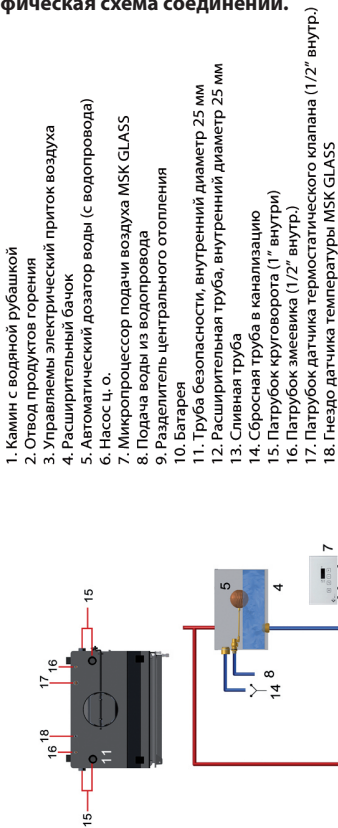 фическая схема соединений.
1. Камин с водяной рубашкой
2. Отвод продуктов горения
3. Управляемы электрический приток воздуха
4. Расширительный бачок
5. Автоматический дозатор воды (с водопровода)
6. Насос ц. о.
7. Микропроцессор подачи воздуха MSK GLASS
8. Подача воды из водопровода
9. Разделитель центрального отопления
10. Батарея
11. Труба безопасности, внутренний диаметр 25 мм
12. Расширительная труба, внутренний диаметр 25 мм
13. Сливная труба
14. Сбросная труба в канализацию
15. Патрубок круговорота (1” внутри)
16. Патрубок змеевика (1/2” внутр.)
17. Патрубок датчика термостатического клапана (1/2” внутр.)
18. Гнездо датчика температуры MSK GLASS
15
16
18
17
16
15
11
14
8
5
4
7